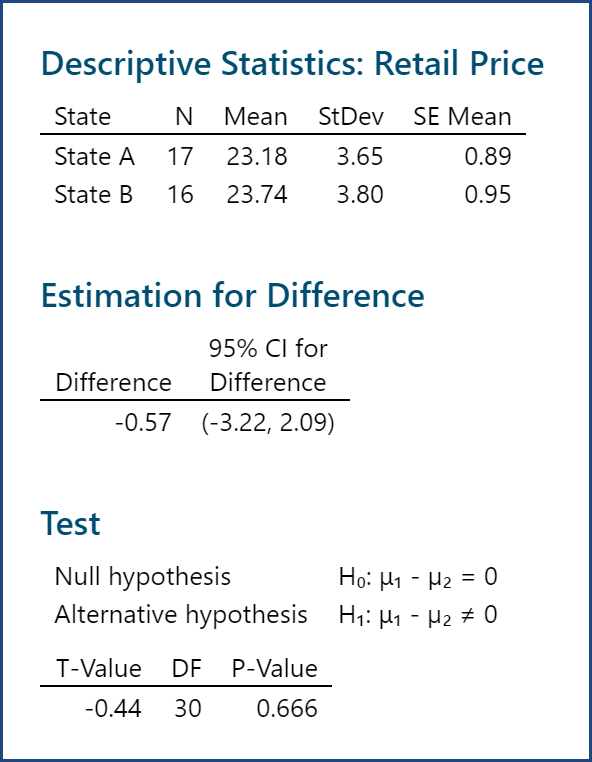 Descriptive Statistics: Retail Price
State N Mean StDev SE Mean
State A 17 23.18 3.65 0.89
State B 16 23.74 3.80 0.95
Estimation for Difference
95% CI for
Difference Difference
-0.57 (-3.22, 2.09)
Test
Null hypothesis H₀: μ₁ - μ₂ = 0
Alternative hypothesis H₁: μ₁ - μ₂ ≠ 0
T-Value DF P-Value
-0.44 30 0.666